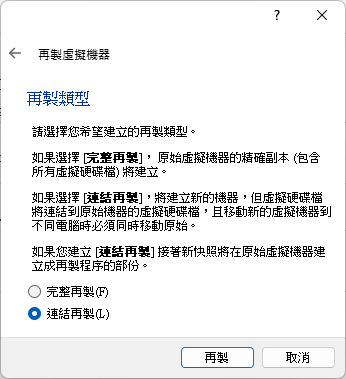 ?
再製虛擬機器
再製類型
請選擇您希望建立的再製類型。
如果選擇 [完整再製]，原始虛擬機器的精確副本 (包含
所有虛擬硬碟檔) 將建立。
如果選擇 [連結再製]，將建立新的機器，但虛擬硬碟檔
將連結到原始機器的虛擬硬碟檔，且移動新的虛擬機器到
不同電腦時必須同時移動原始。
如果您建立 [連結再製] 接著新快照將在原始虛擬機器建
立成再製程序的部份。
完整再製(F)
連結再製(L)
再製 取消